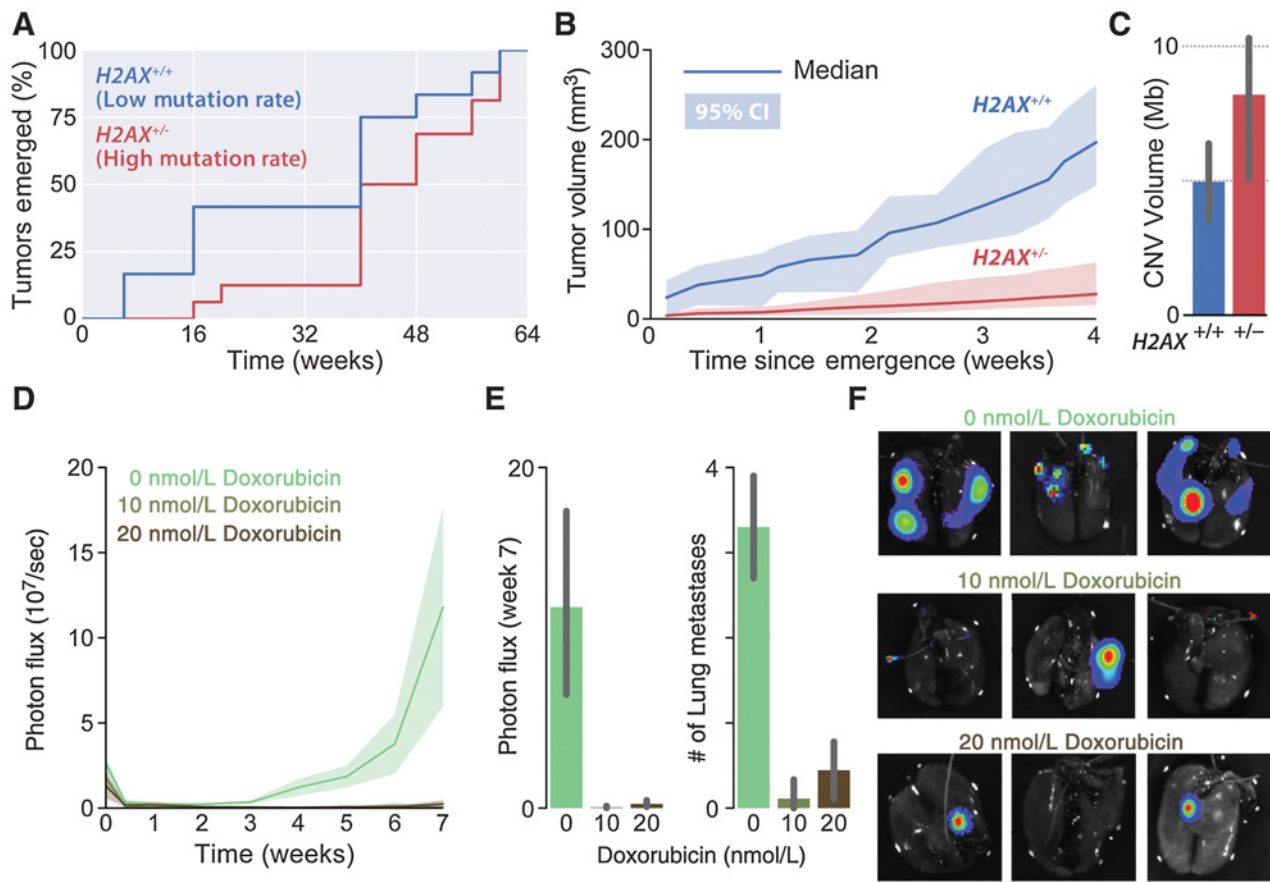 A
Tumors emerged (%)
100
75
50
25
0
H2AX+/+
(Low mutation rate)
H2AX+/-
(High mutation rate)
0 16 32 48 64
Time (weeks)
B
Tumor volume (mm3)
300
200
100
0
Median
95% CI
H2AX+/+
H2AX+/-
0 1 2 3 4
Time since emergence (weeks)
C
CNV Volume (Mb)
10
0
H2AX +/+ +/−
D
Photon flux (10⁷/sec)
20
15
10
5
0
0 nmol/L Doxorubicin
10 nmol/L Doxorubicin
20 nmol/L Doxorubicin
0 1 2 3 4 5 6 7
Time (weeks)
E
Photon flux (week 7)
20
0
0 10 20
# of Lung metastases
4
0
0 10 20
Doxorubicin (nmol/L)
F
0 nmol/L Doxorubicin
10 nmol/L Doxorubicin
20 nmol/L Doxorubicin